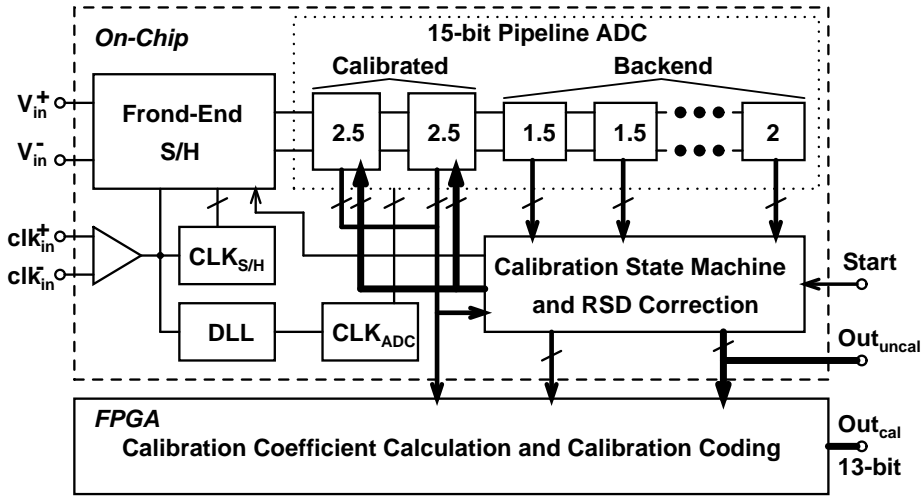 On-Chip
15-bit Pipeline ADC
Calibrated
Backend
V_in^+
V_in^-
Frond-End
S/H
2.5
2.5
1.5
1.5
2
clk_in^+
clk_in^-
CLK_S/H
DLL
CLK_ADC
Calibration State Machine
and RSD Correction
Start
Out_uncal
FPGA
Calibration Coefficient Calculation and Calibration Coding
Out_cal
13-bit